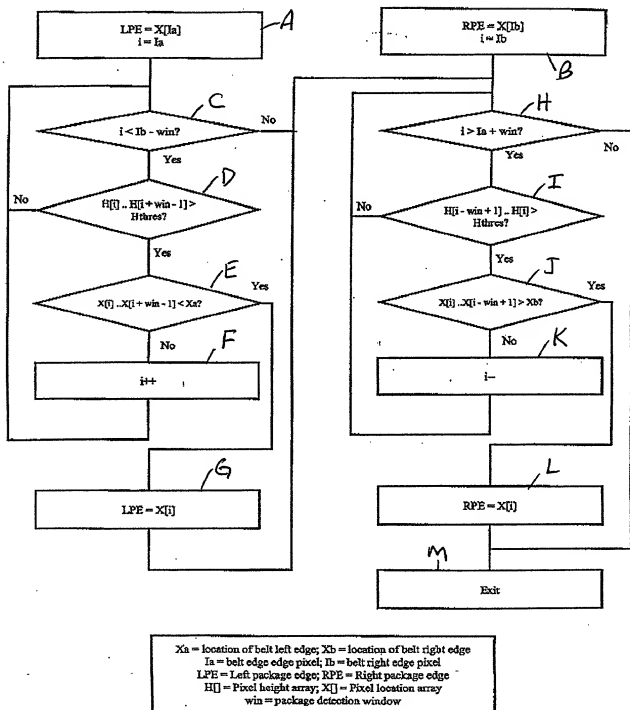 LPE = X[Ia]
i = Ia
A
C
i < Ib - win?
No
Yes
D
H[i] .. H[i + win - 1] >
Hthres?
No
Yes
E
X[i] ..X[i + win - 1] < Xa?
Yes
No
F
i++
G
LPE = X[i]
RPE = X[Ib]
i = Ib
B
H
i > Ia + win?
No
Yes
I
H[i - win + 1] .. H[i] >
Hthres?
No
Yes
J
X[i] ..X[i - win + 1] > Xb?
Yes
No
K
i--
L
RPE = X[i]
M
Exit
Xa = location of belt left edge; Xb = location of belt right edge
Ia = belt edge edge pixel; Ib = belt right edge pixel
LPE = Left package edge; RPE = Right package edge
H[] = Pixel height array; X[] = Pixel location array
win = package detection window